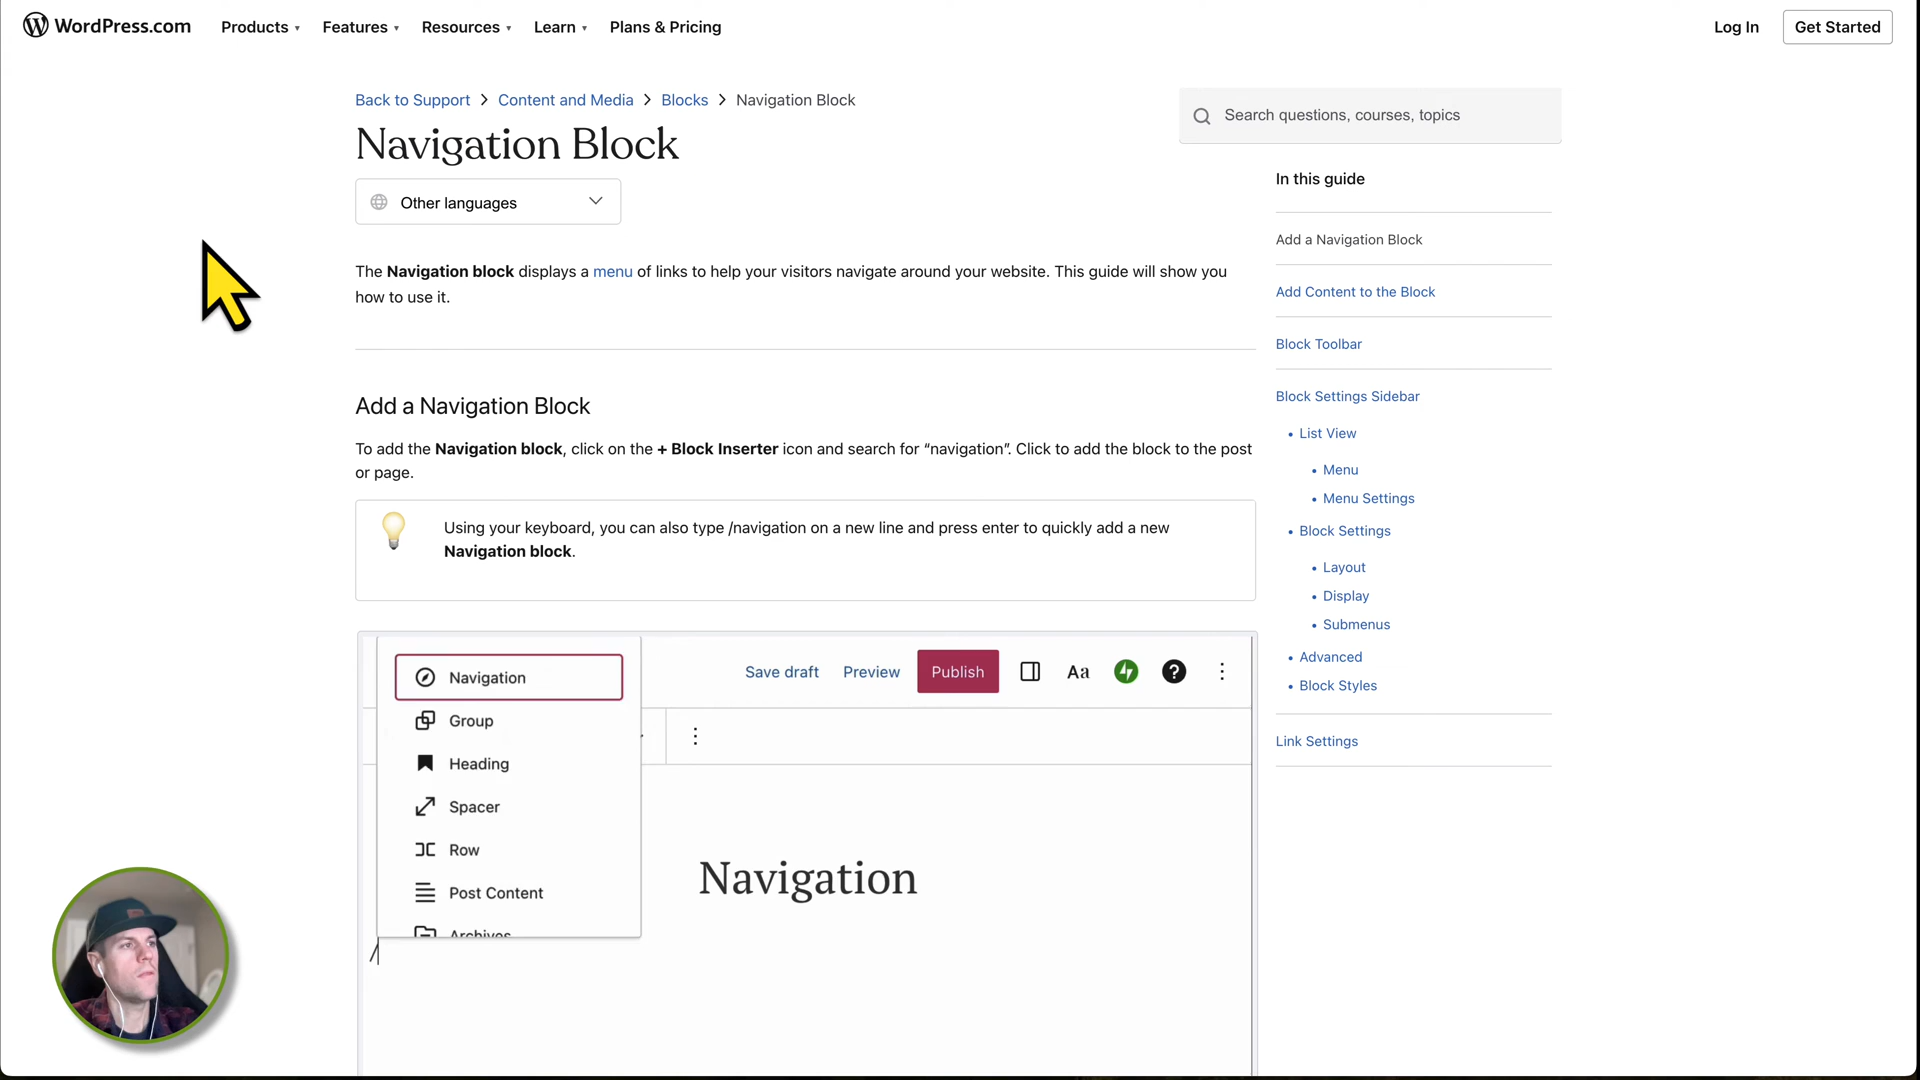 WordPress.com Products Features Resources Learn Plans & Pricing Log In Get Started
Back to Support > Content and Media > Blocks > Navigation Block
Navigation Block
Other languages
The Navigation block displays a menu of links to help your visitors navigate around your website. This guide will show you
how to use it.
Add a Navigation Block
To add the Navigation block, click on the + Block Inserter icon and search for “navigation”. Click to add the block to the post
or page.
Using your keyboard, you can also type /navigation on a new line and press enter to quickly add a new
Navigation block.
Navigation
Group
Heading
Spacer
Row
Post Content
Archives
/
Save draft Preview Publish Aa ?
Navigation
Search questions, courses, topics
In this guide
Add a Navigation Block
Add Content to the Block
Block Toolbar
Block Settings Sidebar
• List View
• Menu
• Menu Settings
• Block Settings
• Layout
• Display
• Submenus
• Advanced
• Block Styles
Link Settings